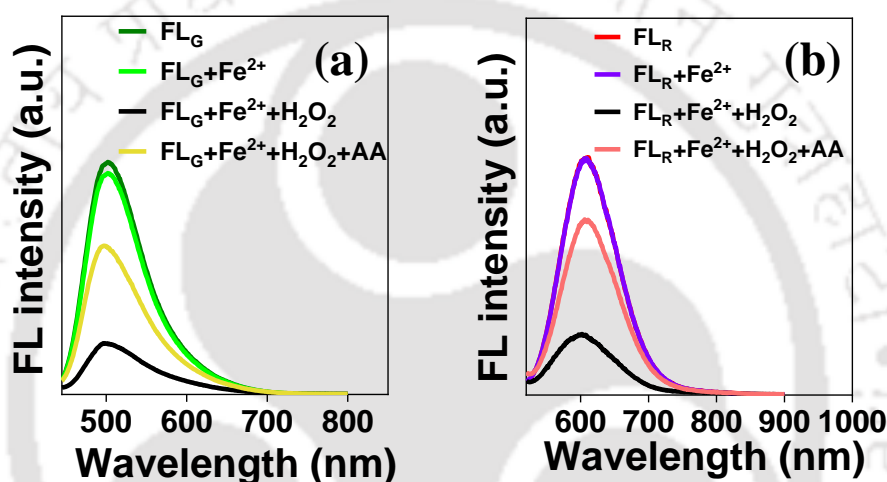 FL_G
FL_G+Fe²⁺
FL_G+Fe²⁺+H₂O₂
FL_G+Fe²⁺+H₂O₂+AA
(a)
FL intensity (a.u.)
500 600 700 800
Wavelength (nm)
FL_R
FL_R+Fe²⁺
FL_R+Fe²⁺+H₂O₂
FL_R+Fe²⁺+H₂O₂+AA
(b)
FL intensity (a.u.)
600 700 800 900 1000
Wavelength (nm)